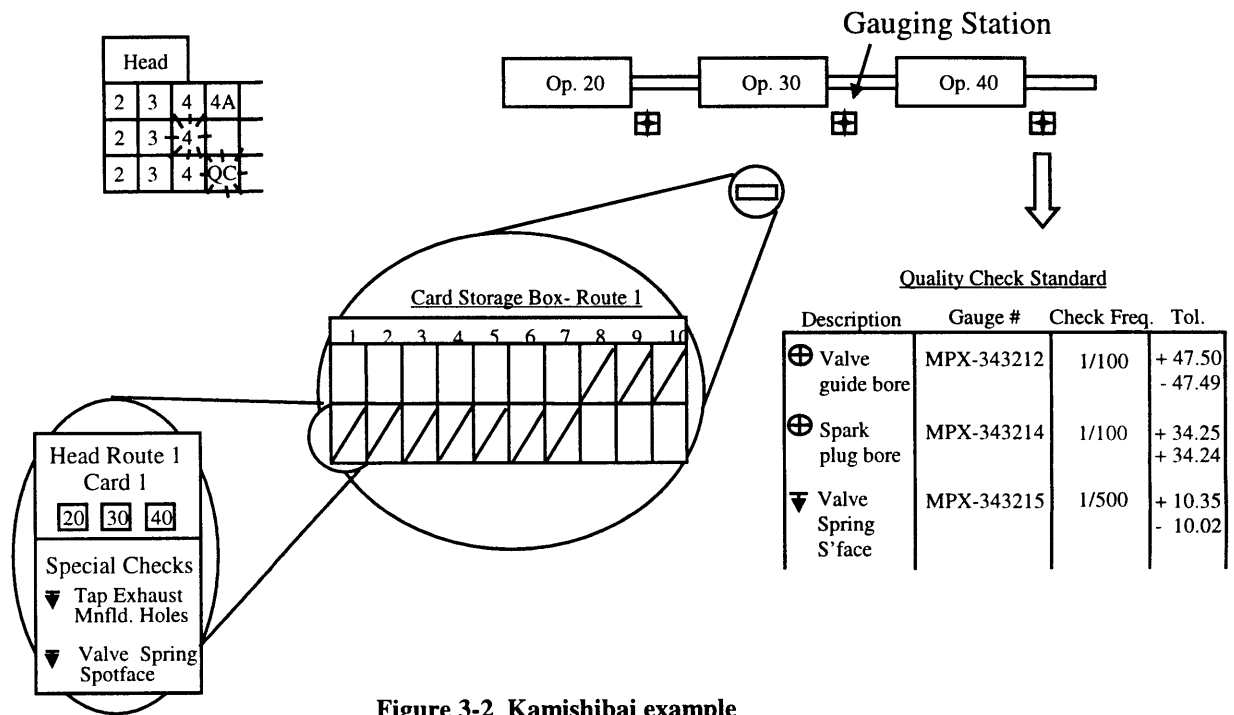 Gauging Station
Head
2 3 4 4A
2 3 4
2 3 4 QC
Op. 20 Op. 30 Op. 40
Card Storage Box- Route 1
1 2 3 4 5 6 7 8 9 10
Head Route 1
Card 1
20 30 40
Special Checks
Tap Exhaust
Mnfld. Holes
Valve Spring
Spotface
Quality Check Standard
Description Gauge # Check Freq. Tol.
Valve MPX-343212 1/100 + 47.50
guide bore - 47.49
Spark MPX-343214 1/100 + 34.25
plug bore + 34.24
Valve MPX-343215 1/500 + 10.35
Spring - 10.02
S'face
Figure 3-2 Kamishibai example